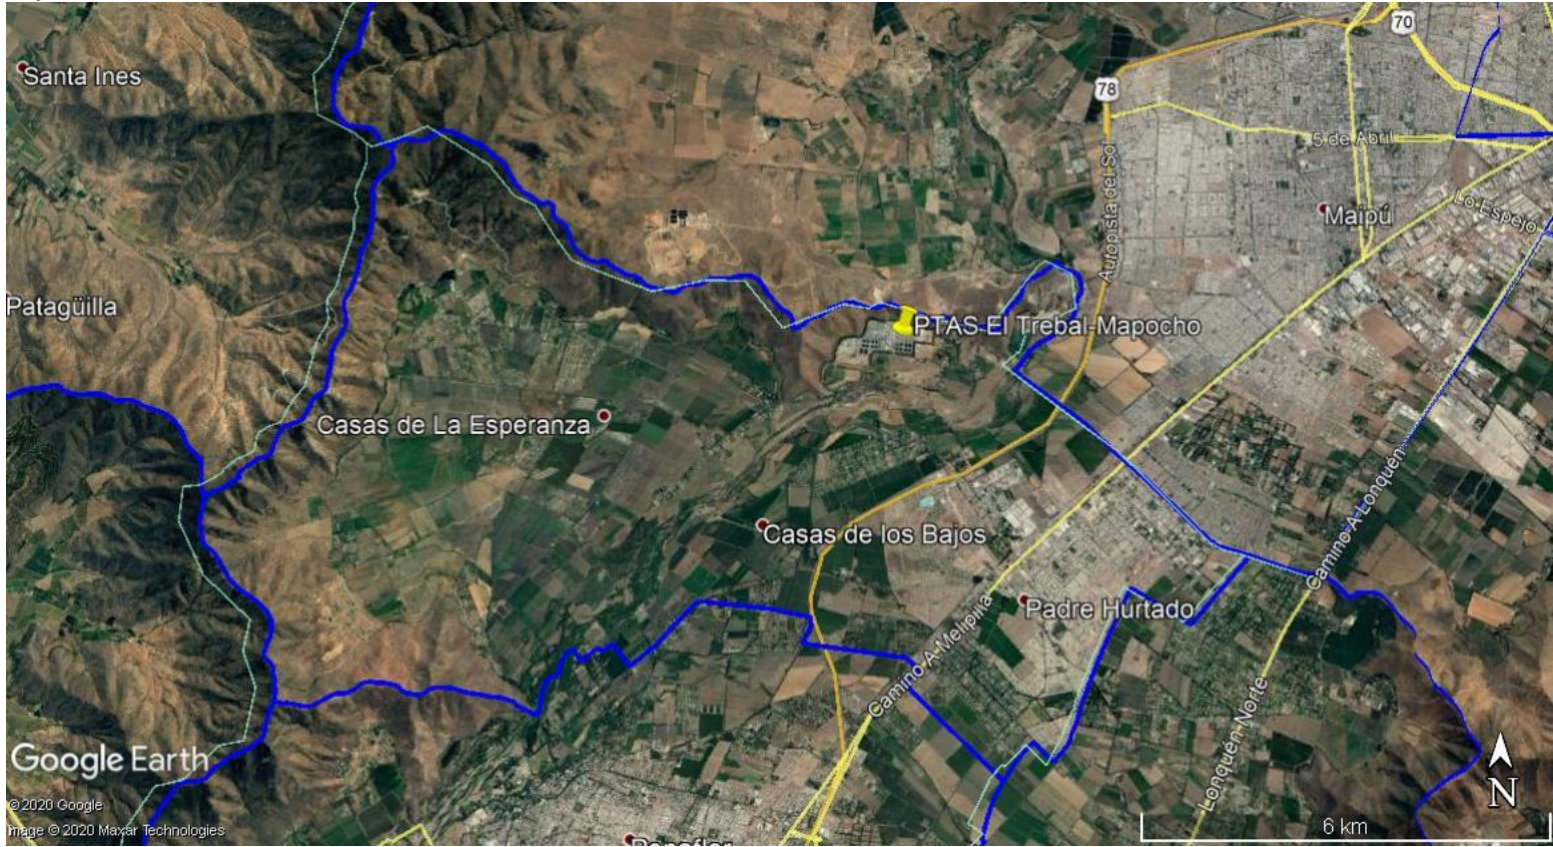 70
Santa Ines
78
5 de Abril
Autopista del Sol
Maipú
Lo Espejo
Patagüilla
PTAS El Trebal-Mapocho
Casas de La Esperanza
Camino A Lonquén
Casas de los Bajos
Padre Hurtado
Camino A Melipilla
Lonquén Norte
Google Earth
N
© 2020 Google
Image © 2020 Maxar Technologies
6 km